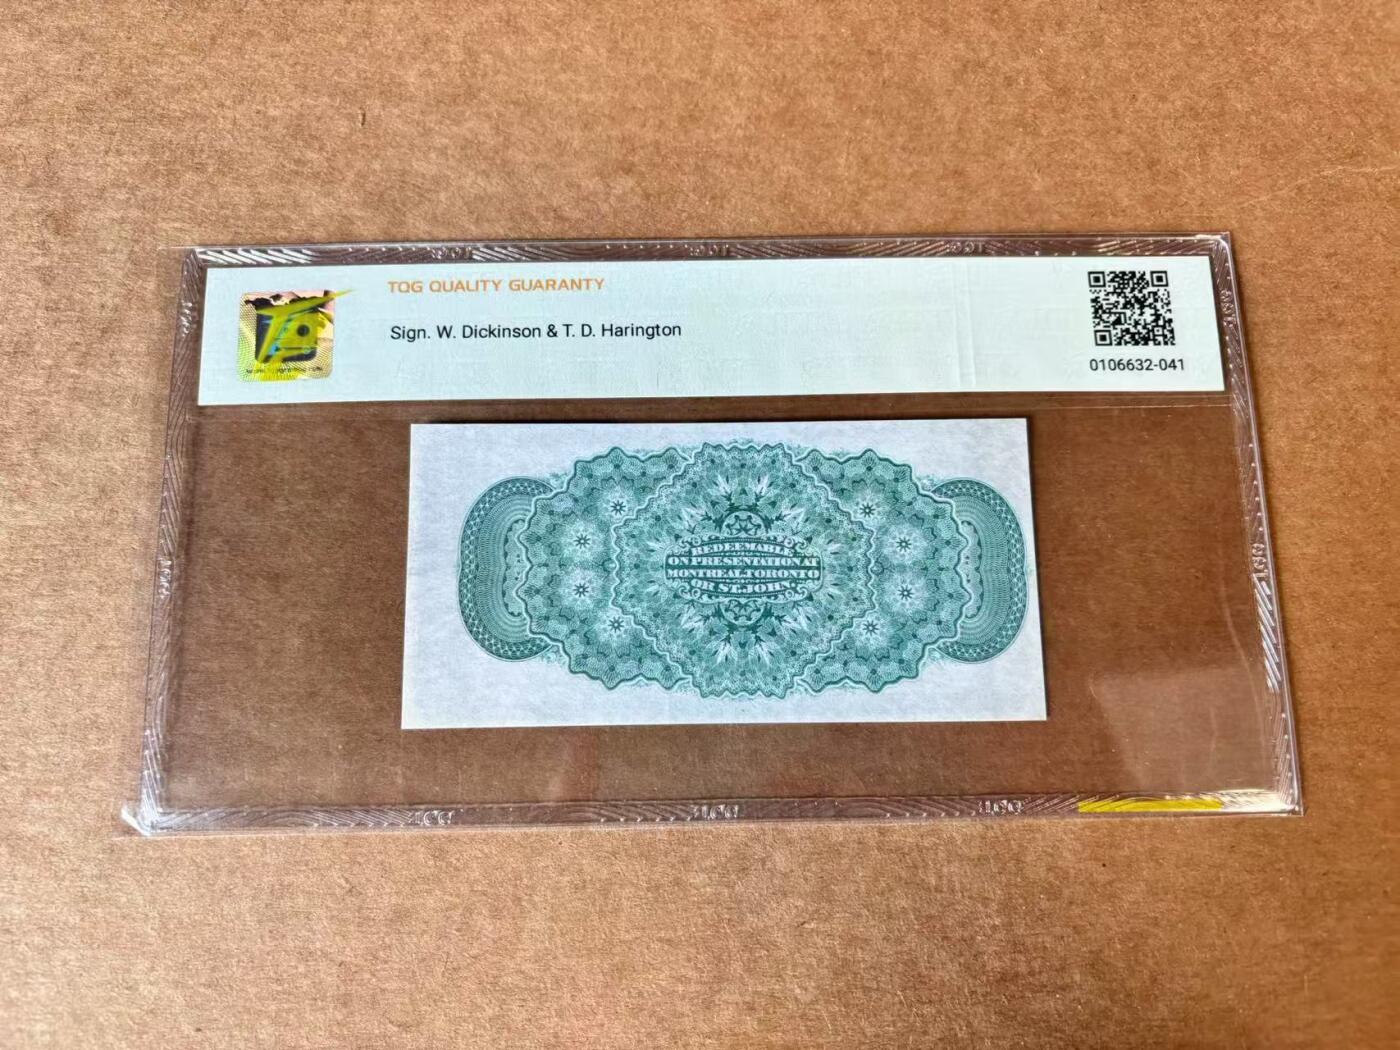 TQG QUALITY GUARANTY
Sign. W. Dickinson & T. D. Harington
0106632-041
REDEEMABLE
ON PRESENTATION AT
MONTREAL.TORONTO
OR ST.JOHN.